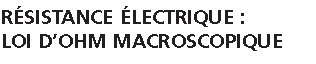 RÉSISTANCE ÉLECTRIQUE :
LOI D’OHM MACROSCOPIQUE